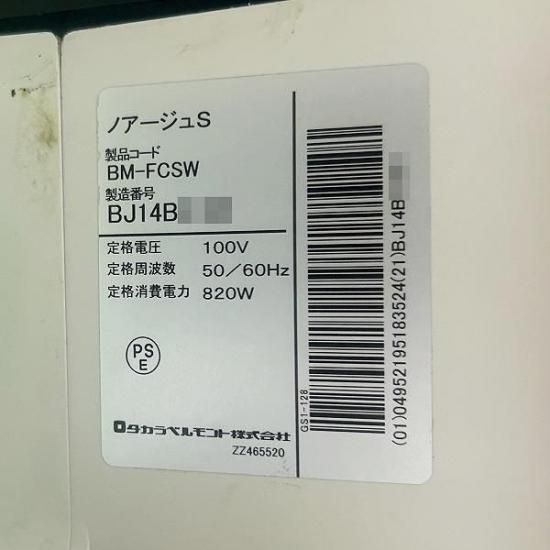 ノアージュS
製品コード
BM-FCSW
製造番号
BJ14B
定格電圧 100V
定格周波数 50/60Hz
定格消費電力 820W
PS
E
タカラベルモント株式会社
ZZ465520
GS1-128
(01)04952195183524(21)BJ14B